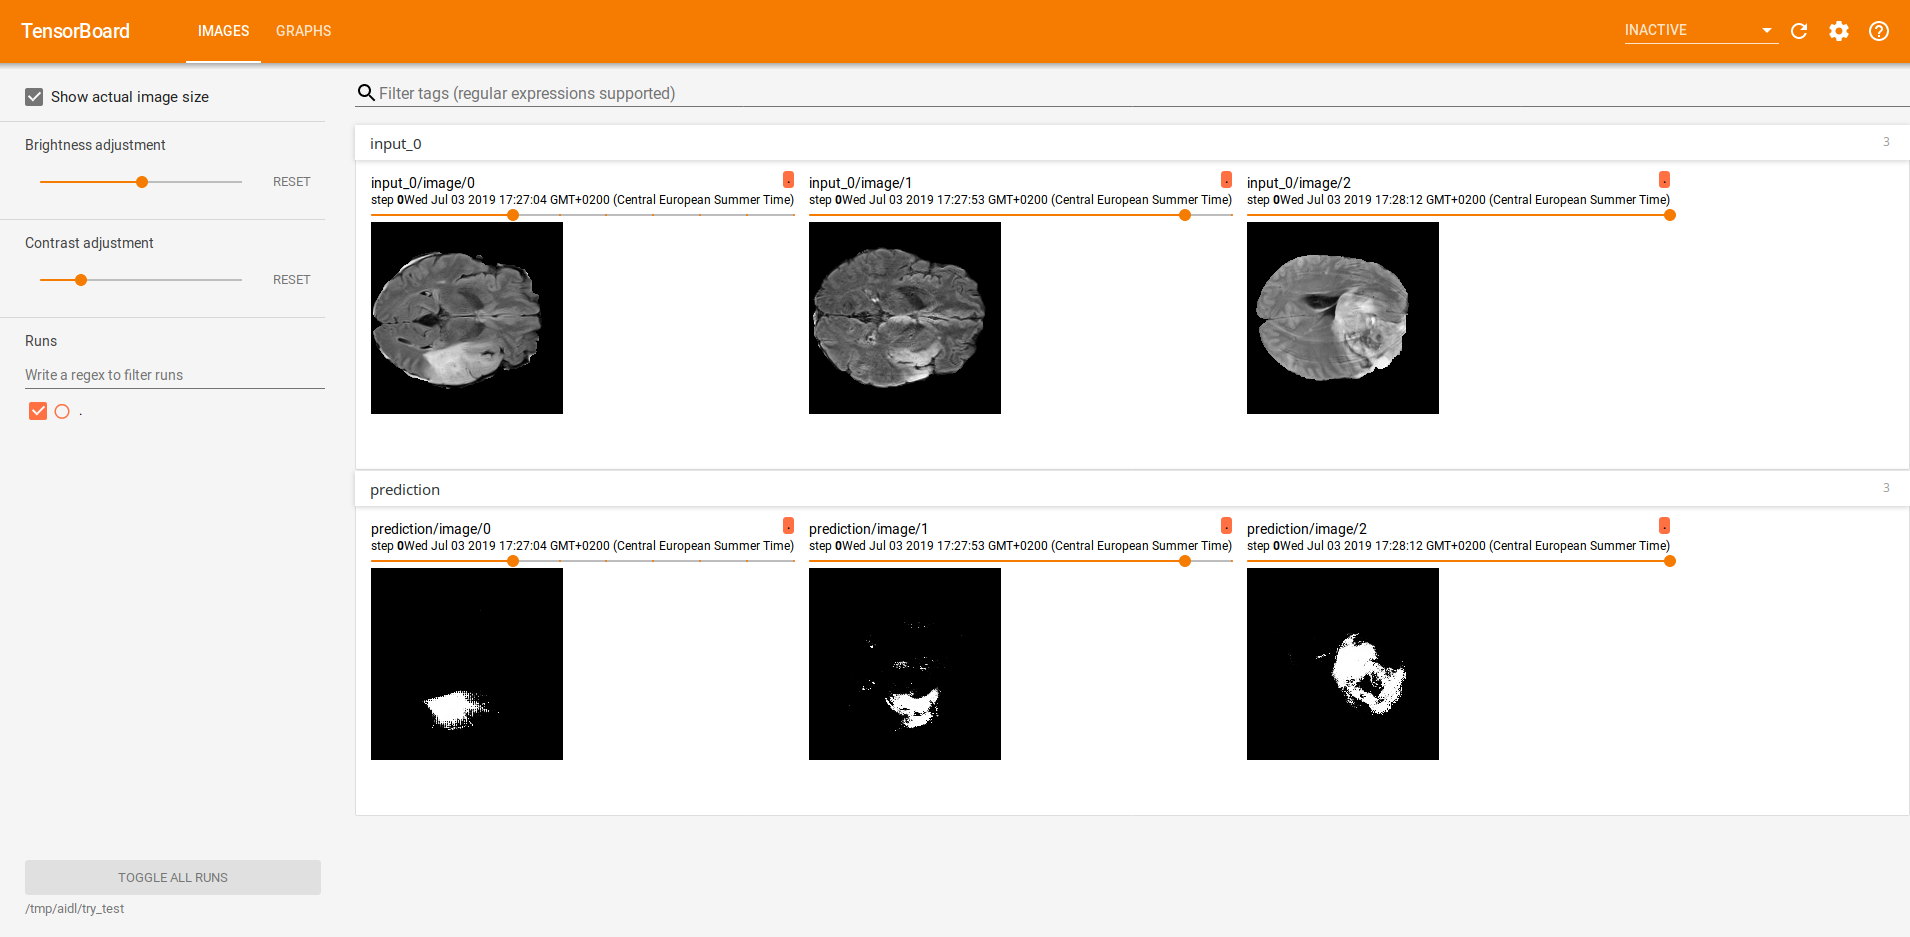 TensorBoard
IMAGES
GRAPHS
INACTIVE
Show actual image size
Brightness adjustment
RESET
Contrast adjustment
RESET
Runs
Write a regex to filter runs
.
TOGGLE ALL RUNS
/tmp/aidl/try_test
Filter tags (regular expressions supported)
input_0
3
input_0/image/0
.
step 0Wed Jul 03 2019 17:27:04 GMT+0200 (Central European Summer Time)
input_0/image/1
.
step 0Wed Jul 03 2019 17:27:53 GMT+0200 (Central European Summer Time)
input_0/image/2
.
step 0Wed Jul 03 2019 17:28:12 GMT+0200 (Central European Summer Time)
prediction
3
prediction/image/0
.
step 0Wed Jul 03 2019 17:27:04 GMT+0200 (Central European Summer Time)
prediction/image/1
.
step 0Wed Jul 03 2019 17:27:53 GMT+0200 (Central European Summer Time)
prediction/image/2
.
step 0Wed Jul 03 2019 17:28:12 GMT+0200 (Central European Summer Time)